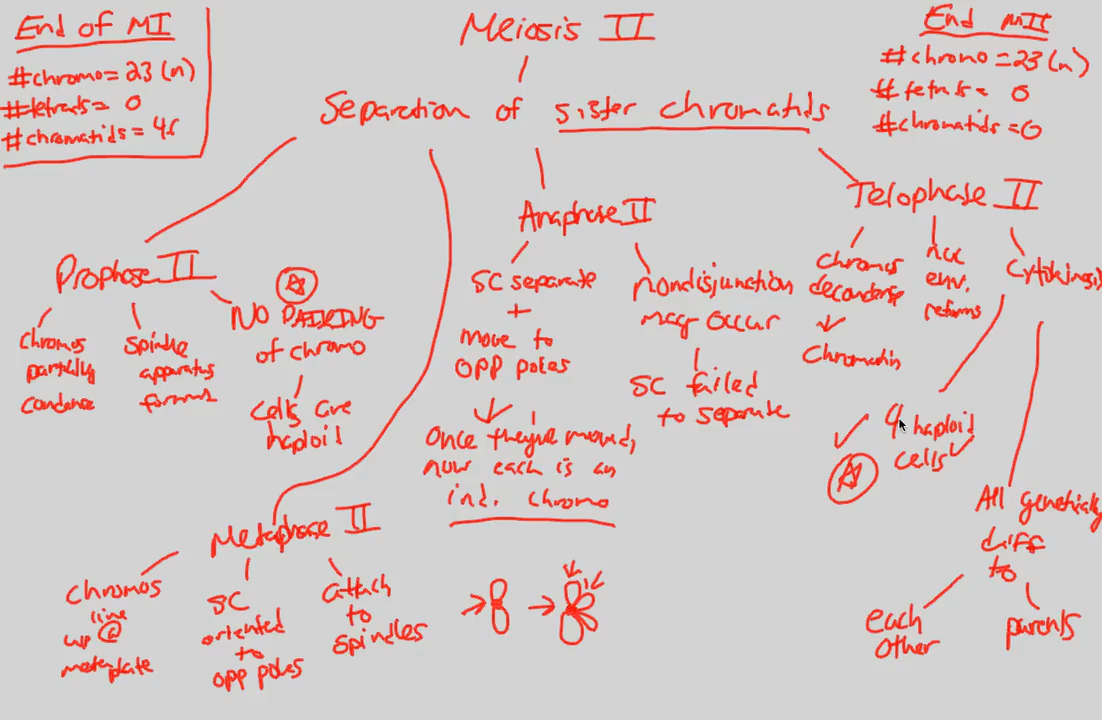 End of MI
#chromo = 23 (n)
#tetrads = 0
#chromatids = 46
Meiosis II
Separation of sister chromatids
End MII
#chromo = 23 (n)
#tetrads = 0
#chromatids = 0
Prophase II
Chromos
partially
condense
Spindle
apparatus
forms
NO PAIRING
of chromo
Cells are
haploid
Metaphase II
Chromos
line
up @
metaplate
SC
oriented
to
opp poles
attach
to
spindles
Anaphase II
SC separate
+
move to
opp poles
Once they've moved,
now each is an
ind. chromo
nondisjunction
may occur
SC failed
to separate
Telophase II
Chromos
decondense
Chromatin
nuc
env.
returns
Cytokinesis
4 haploid
cells
All genetically
diff
to
each
other
parents